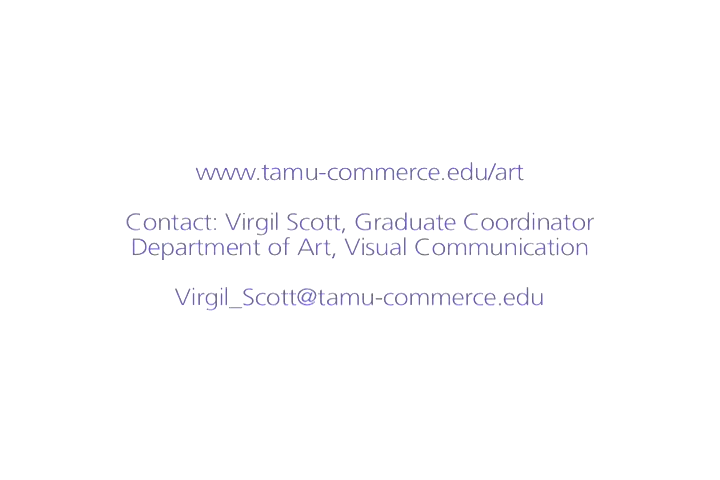 www.tamu-commerce.edu/art
Contact: Virgil Scott, Graduate Coordinator
Department of Art, Visual Communication
Virgil_Scott@tamu-commerce.edu